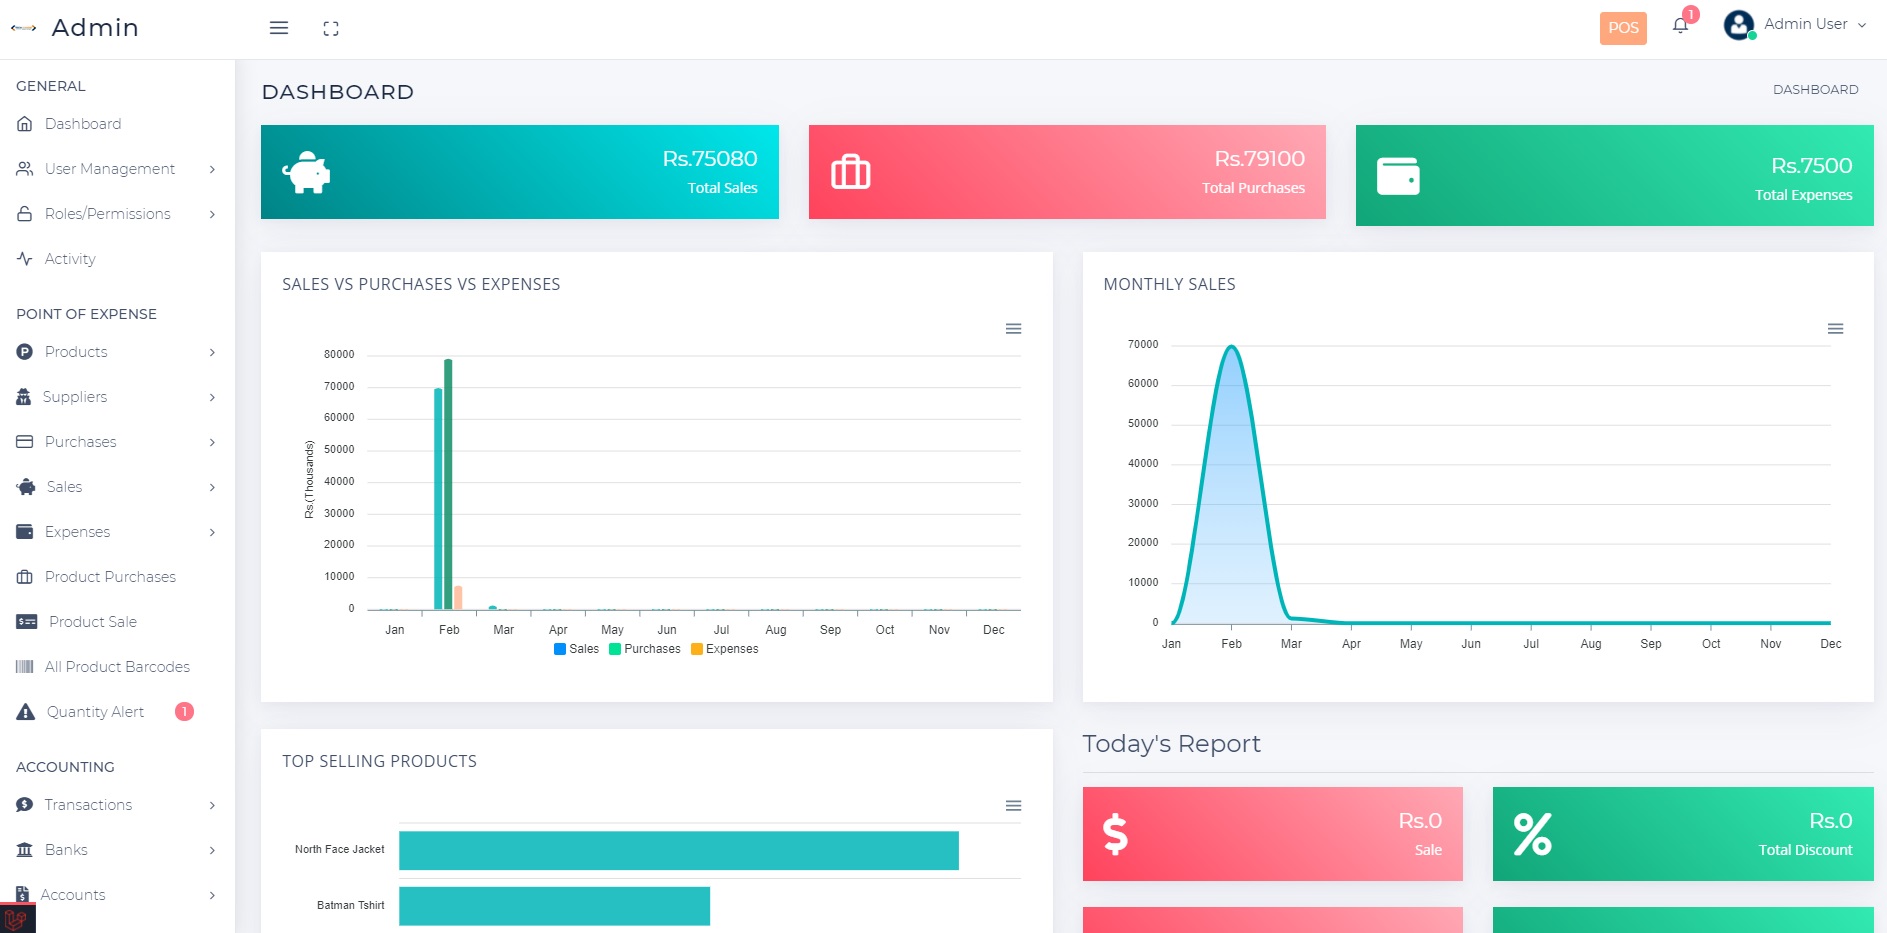 Admin
POS
1
Admin User
GENERAL
Dashboard
User Management
Roles/Permissions
Activity
POINT OF EXPENSE
Products
Suppliers
Purchases
Sales
Expenses
Product Purchases
Product Sale
All Product Barcodes
Quantity Alert 1
ACCOUNTING
Transactions
Banks
Accounts
DASHBOARD
DASHBOARD
Rs.75080
Total Sales
Rs.79100
Total Purchases
Rs.7500
Total Expenses
SALES VS PURCHASES VS EXPENSES
Rs.(Thousands)
80000
70000
60000
50000
40000
30000
20000
10000
0
Jan Feb Mar Apr May Jun Jul Aug Sep Oct Nov Dec
Sales Purchases Expenses
MONTHLY SALES
70000
60000
50000
40000
30000
20000
10000
0
Jan Feb Mar Apr May Jun Jul Aug Sep Oct Nov Dec
TOP SELLING PRODUCTS
North Face Jacket
Batman Tshirt
Today's Report
Rs.0
Sale
Rs.0
Total Discount